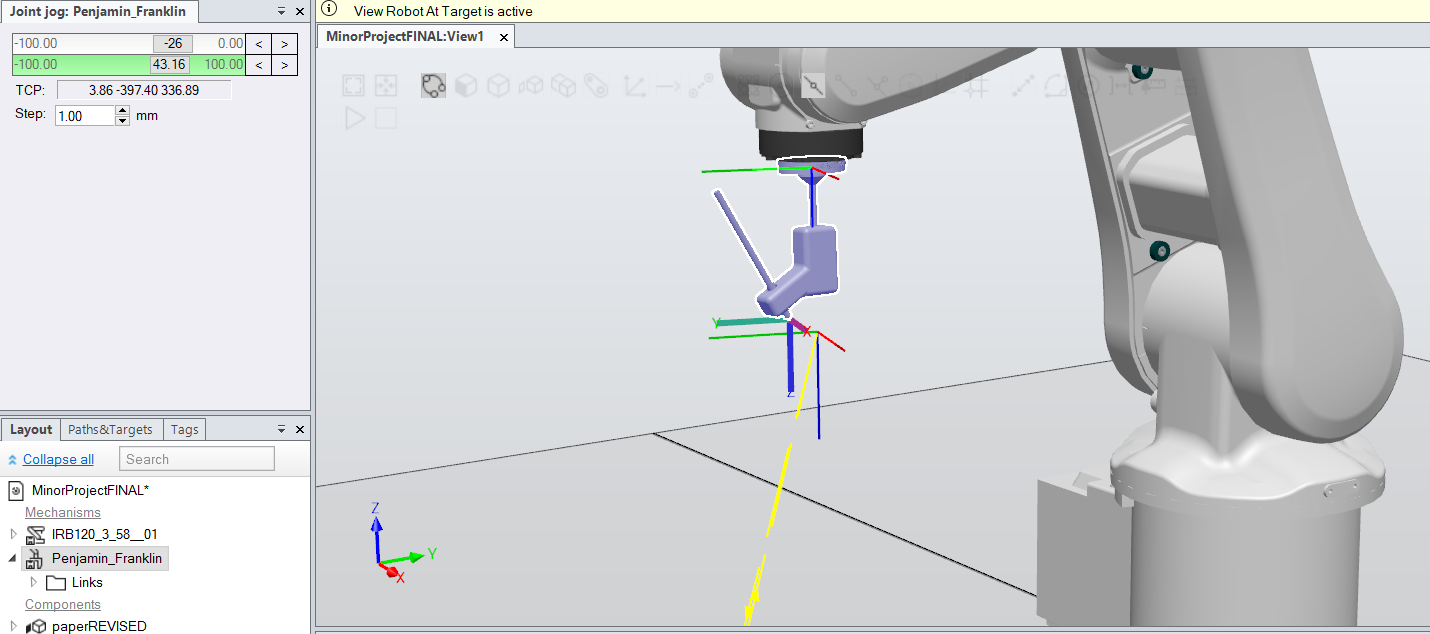 Joint jog: Penjamin_Franklin
-100.00 -26 0.00 < >
-100.00 43.16 100.00 < >
TCP: 3.86 -397.40 336.89
Step: 1.00 mm
Layout Paths&Targets Tags
Collapse all Search
MinorProjectFINAL*
Mechanisms
IRB120_3_58__01
Penjamin_Franklin
Links
Components
paperREVISED
View Robot At Target is active
MinorProjectFINAL:View1
Y X
Z
Z
Y
X